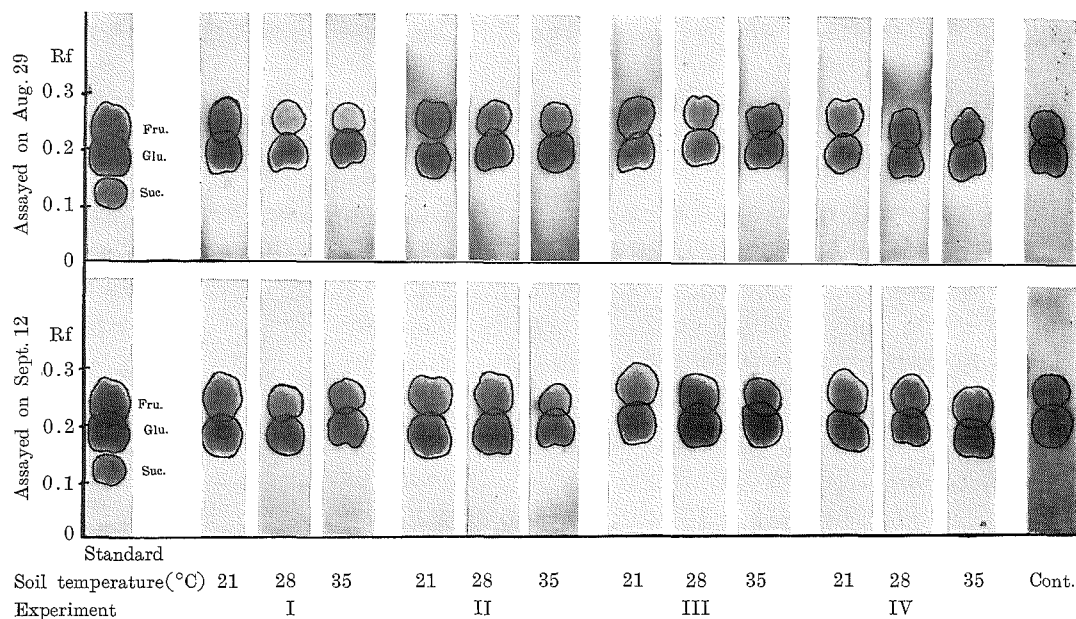 Assayed on Aug. 29
Rf
0.3
0.2
0.1
0
Fru.
Glu.
Suc.
Assayed on Sept. 12
Rf
0.3
0.2
0.1
0
Fru.
Glu.
Suc.
Standard
Soil temperature(°C) 21 28 35 21 28 35 21 28 35 21 28 35 Cont.
Experiment I II III IV